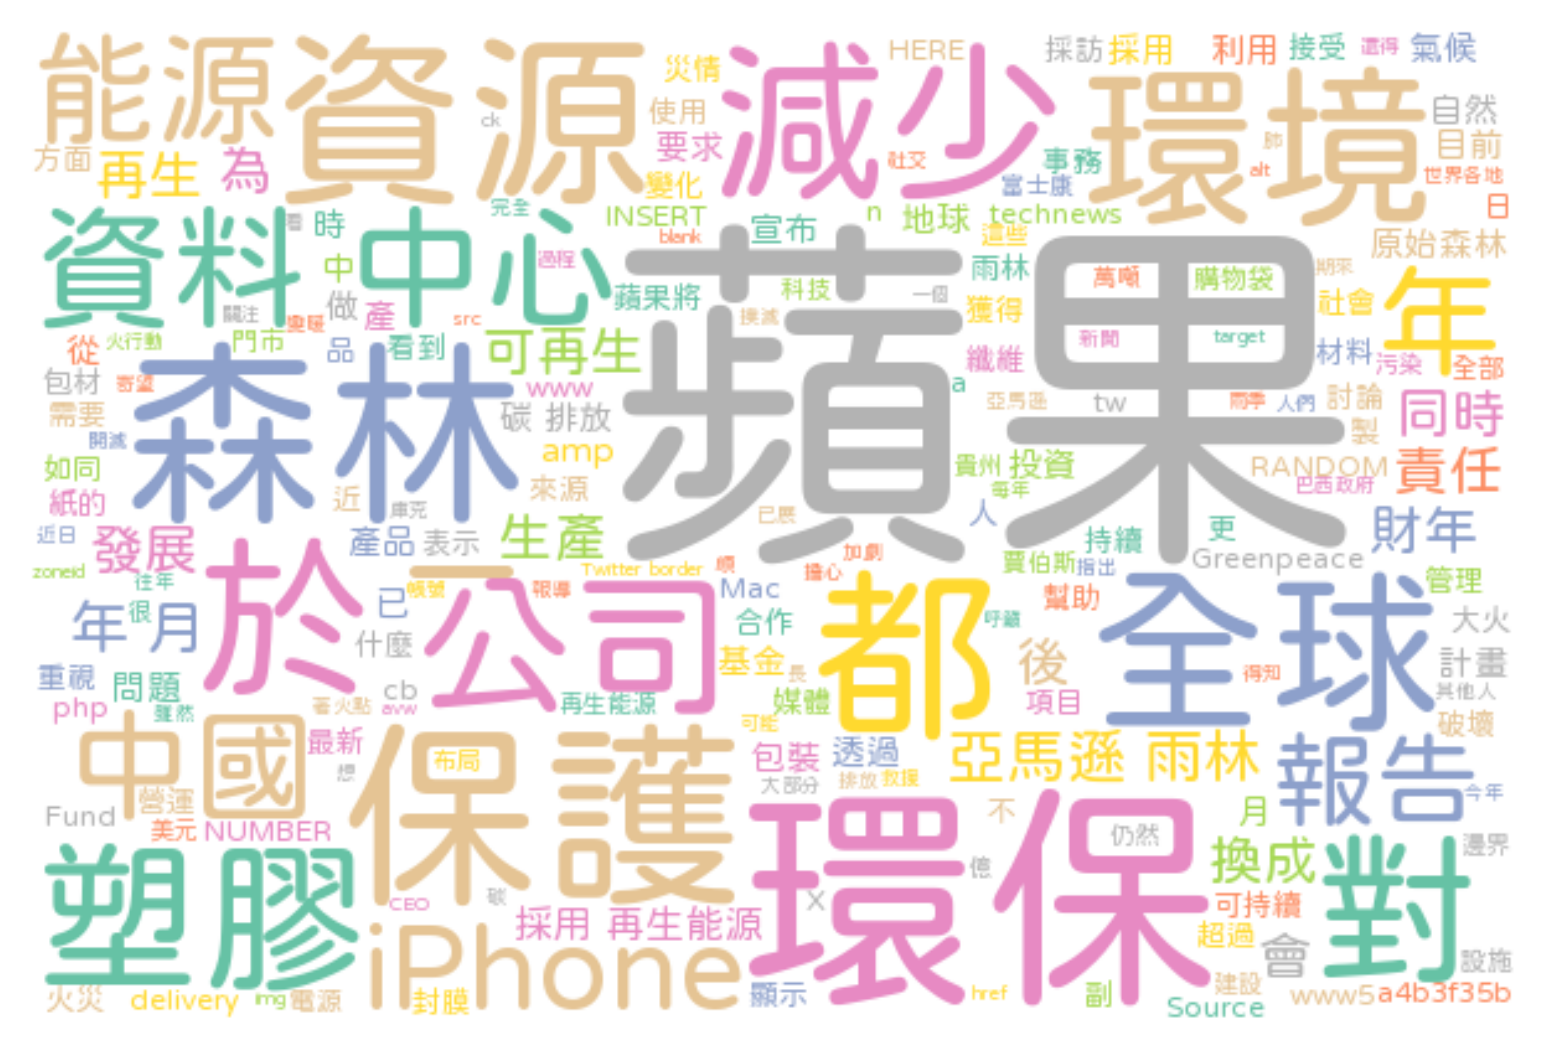 能源 資源 災情 減少 HERE 採訪 採用 利用 接受 還得 氣候
ck 使用 環境 自然
方面 再生 為 要求 社交 事務 肺 目前
變化 富士康 alt 世界各地
資料中心 看 時 完全 INSERT n 地球 technews 日
blank 宣布 這些 原始森林
中 過程 蘋果 雨林 萬噸 購物袋 期來
關注 做 產 蘋果將 科技 一個 獲得 社會 年
從 火行動 門市 src 撲滅 新聞 target
森林 品 看到 可再生 纖維 材料 污染 全部
包材 寄望 www a
需要 碳 排放 亞馬遜 tw 雨季 人們 討論 同時
開滅 amp 製
如同 貴州 投資 RANDOM 責任
紙的 近 庫克 來源 每年 巴西政府
近日 發展 產品 表示 生產 已展 人 持續 更 財年
Greenpeace
zoneid 往年 Twitter border 順 加劇 擔心 賈伯斯 指出 管理
年 很 月 於 公司 已 帳號 報導 Mac 都 幫助 全球
什麼 合作 呼籲 大火
重視 問題 基金 長 後 得知 計畫
php 雖然 cb avw 著火點 再生能源 媒體 項目 其他人
中國 最新 可能 破壞
想 保護 布局 包裝 透過 亞馬遜 雨林 報告
營運 大部分 排放 救援 今年
Fund 美元 NUMBER 環保 不 月
仍然 換成 對 邊界
塑膠 碳 億
CEO 採用 再生能源 X 可持續
iPhone 超過 會 設施
火災 delivery img 電源 封膜 顯示 href 副 建設 www5 a4b3f35b
Source